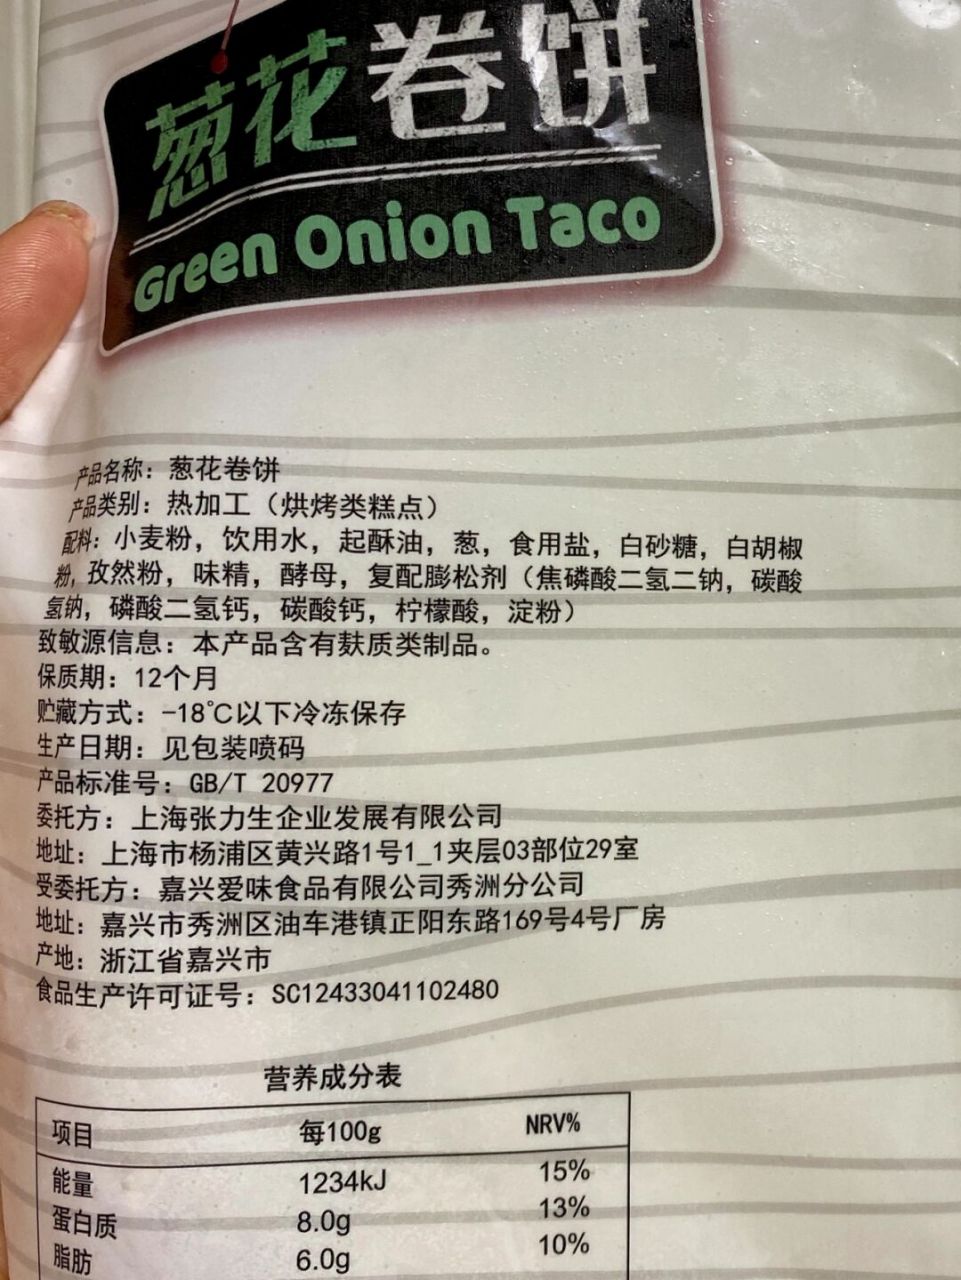 葱花卷饼
Green Onion Taco
产品名称：葱花卷饼
产品类别：热加工（烘烤类糕点）
配料：小麦粉，饮用水，起酥油，葱，食用盐，白砂糖，白胡椒
粉，孜然粉，味精，酵母，复配膨松剂（焦磷酸二氢二钠，碳酸
氢钠，磷酸二氢钙，碳酸钙，柠檬酸，淀粉）
致敏源信息：本产品含有麸质类制品。
保质期：12个月
贮藏方式：-18℃以下冷冻保存
生产日期：见包装喷码
产品标准号：GB/T 20977
委托方：上海张力生企业发展有限公司
地址：上海市杨浦区黄兴路1号1_1夹层03部位29室
受委托方：嘉兴爱味食品有限公司秀洲分公司
地址：嘉兴市秀洲区油车港镇正阳东路169号4号厂房
产地：浙江省嘉兴市
食品生产许可证号：SC12433041102480
营养成分表
项目 每100g NRV%
能量 1234kJ 15%
蛋白质 8.0g 13%
脂肪 6.0g 10%